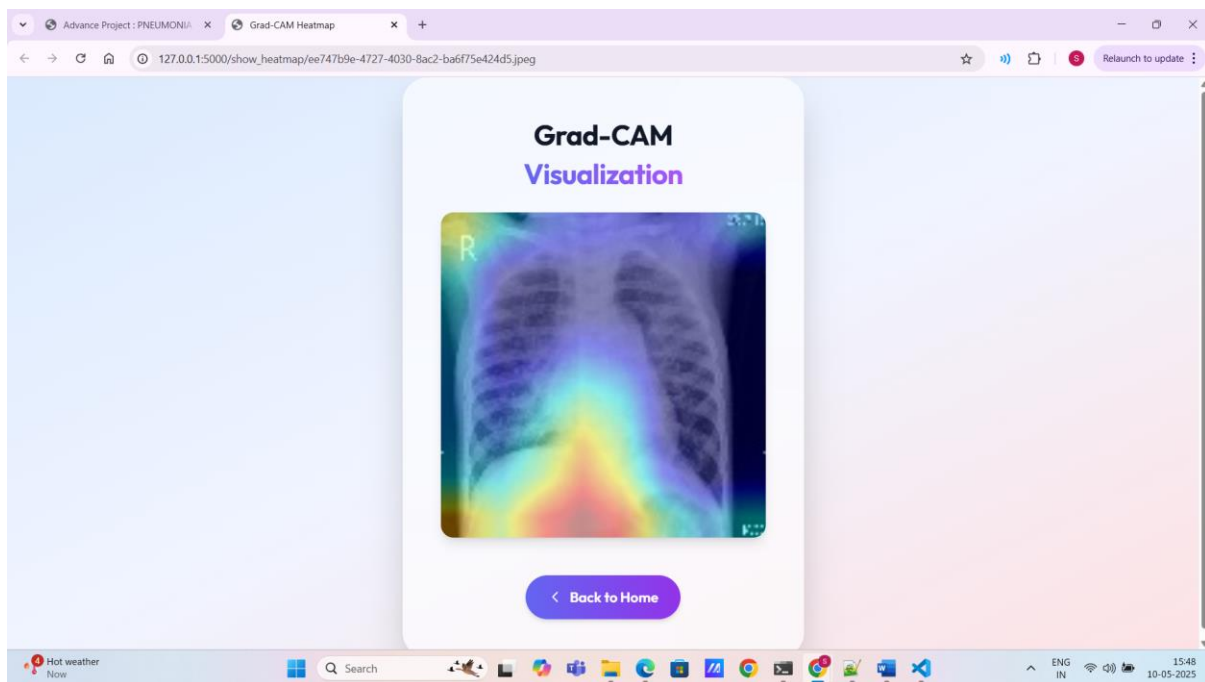 Advance Project : PNEUMONIA
Grad-CAM Heatmap
127.0.0.1:5000/show_heatmap/ee747b9e-4727-4030-8ac2-ba6f75e424d5.jpeg
S
Relaunch to update
Grad-CAM
Visualization
R
Back to Home
4
Hot weather
Now
Search
ENG
IN
15:48
10-05-2025